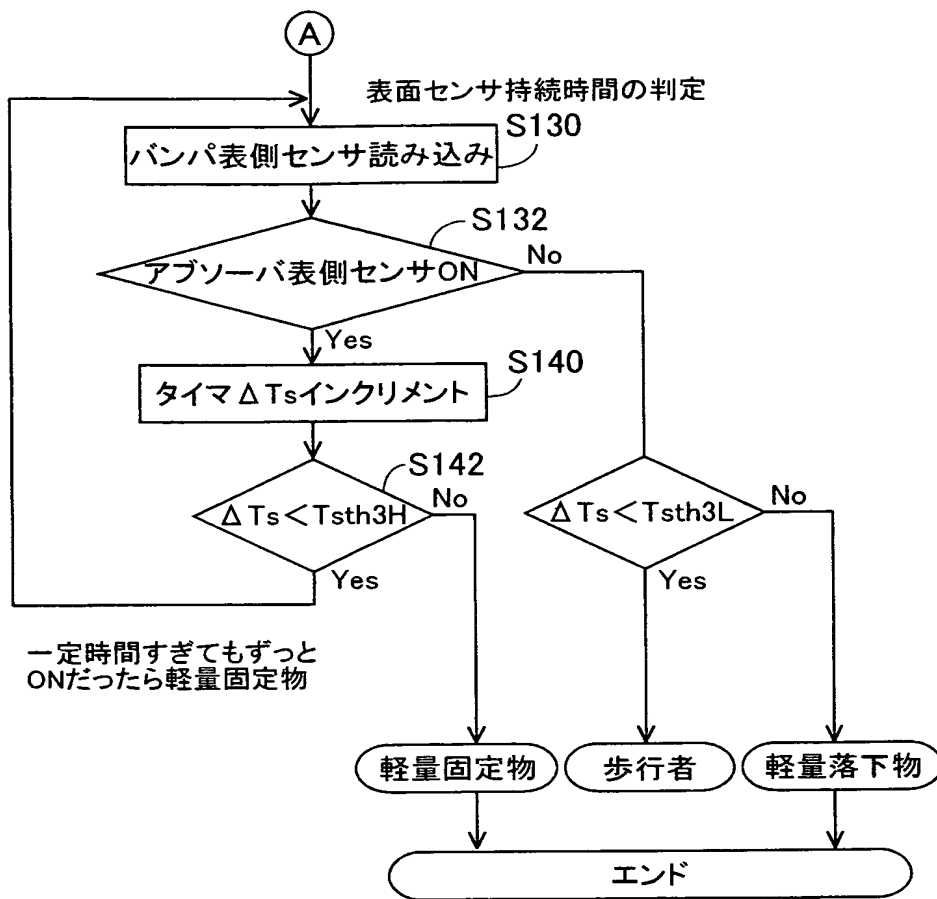 A
表面センサ持続時間の判定
S130
バンパ表側センサ読み込み
S132
アブソーバ表側センサON
No
Yes
S140
タイマΔTsインクリメント
S142
ΔTs<Tsth3H
No
Yes
ΔTs<Tsth3L
No
Yes
一定時間すぎてもずっと
ONだったら軽量固定物
軽量固定物
歩行者
軽量落下物
エンド